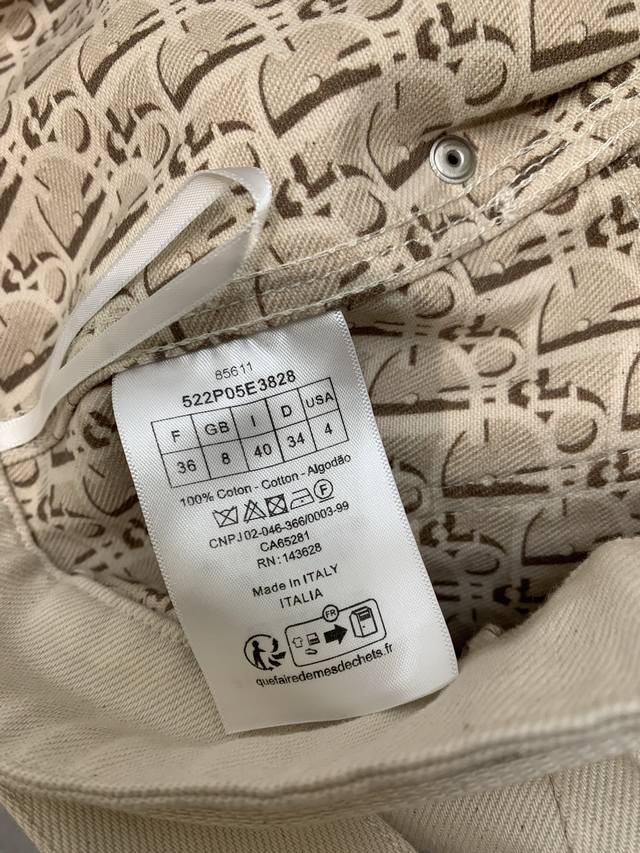 85611
522P05E3828
F GB I D USA
36 8 40 34 4
100% Coton - Cotton - Algodão
F
CNPJ 02-046-366/0003-99
CA65281
RN: 143628
Made in ITALY
ITALIA
FR
quefairedemesdechets.fr